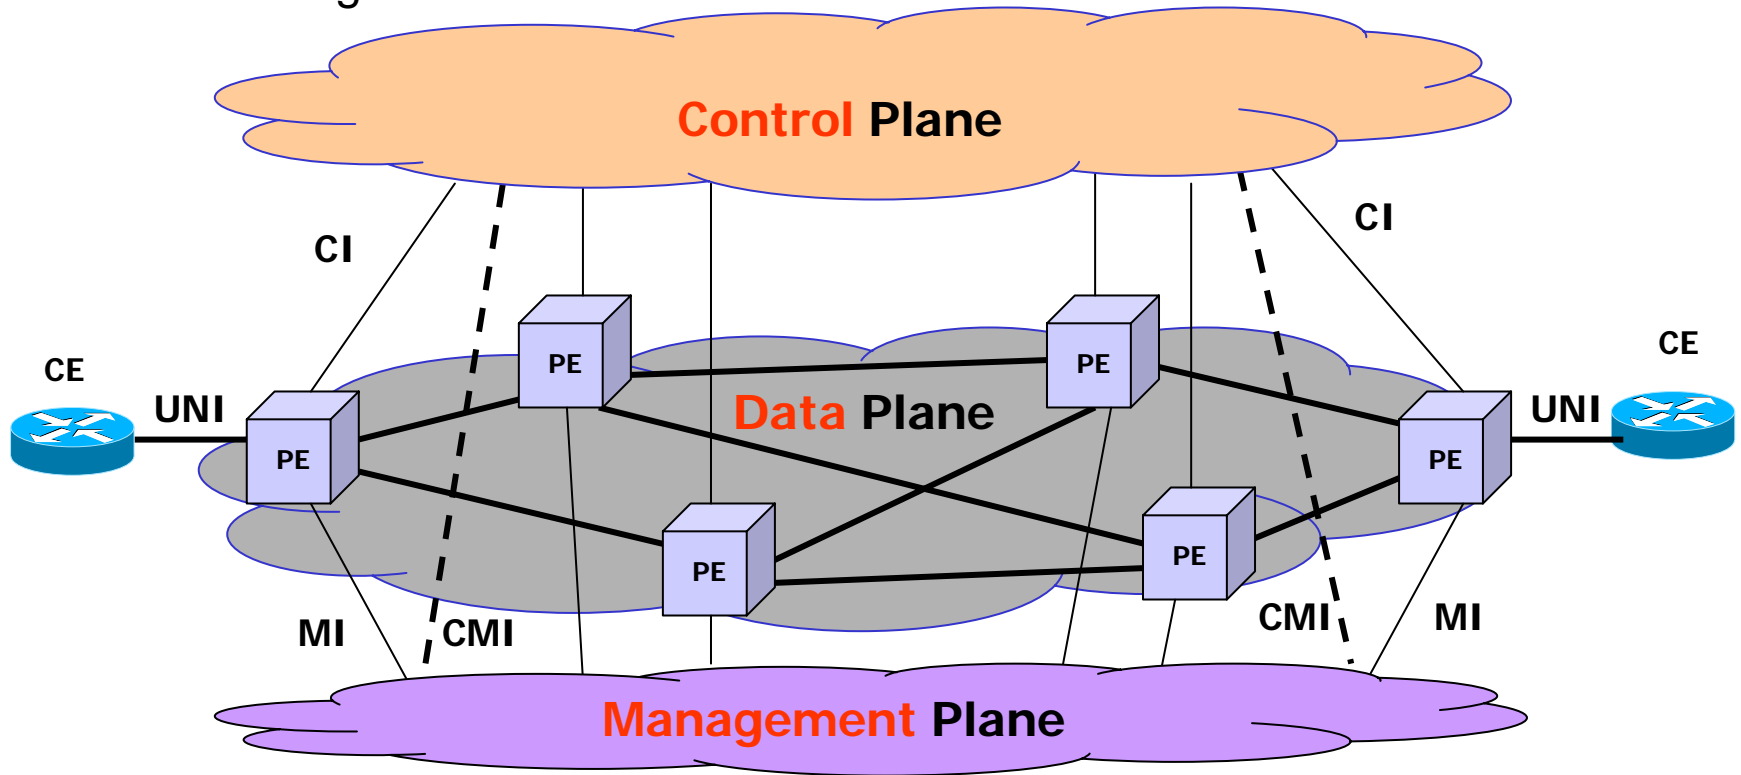 g
Control Plane
CI
CI
CE
CE
UNI
UNI
PE
PE
PE
PE
PE
PE
Data Plane
MI
CMI
CMI
MI
Management Plane